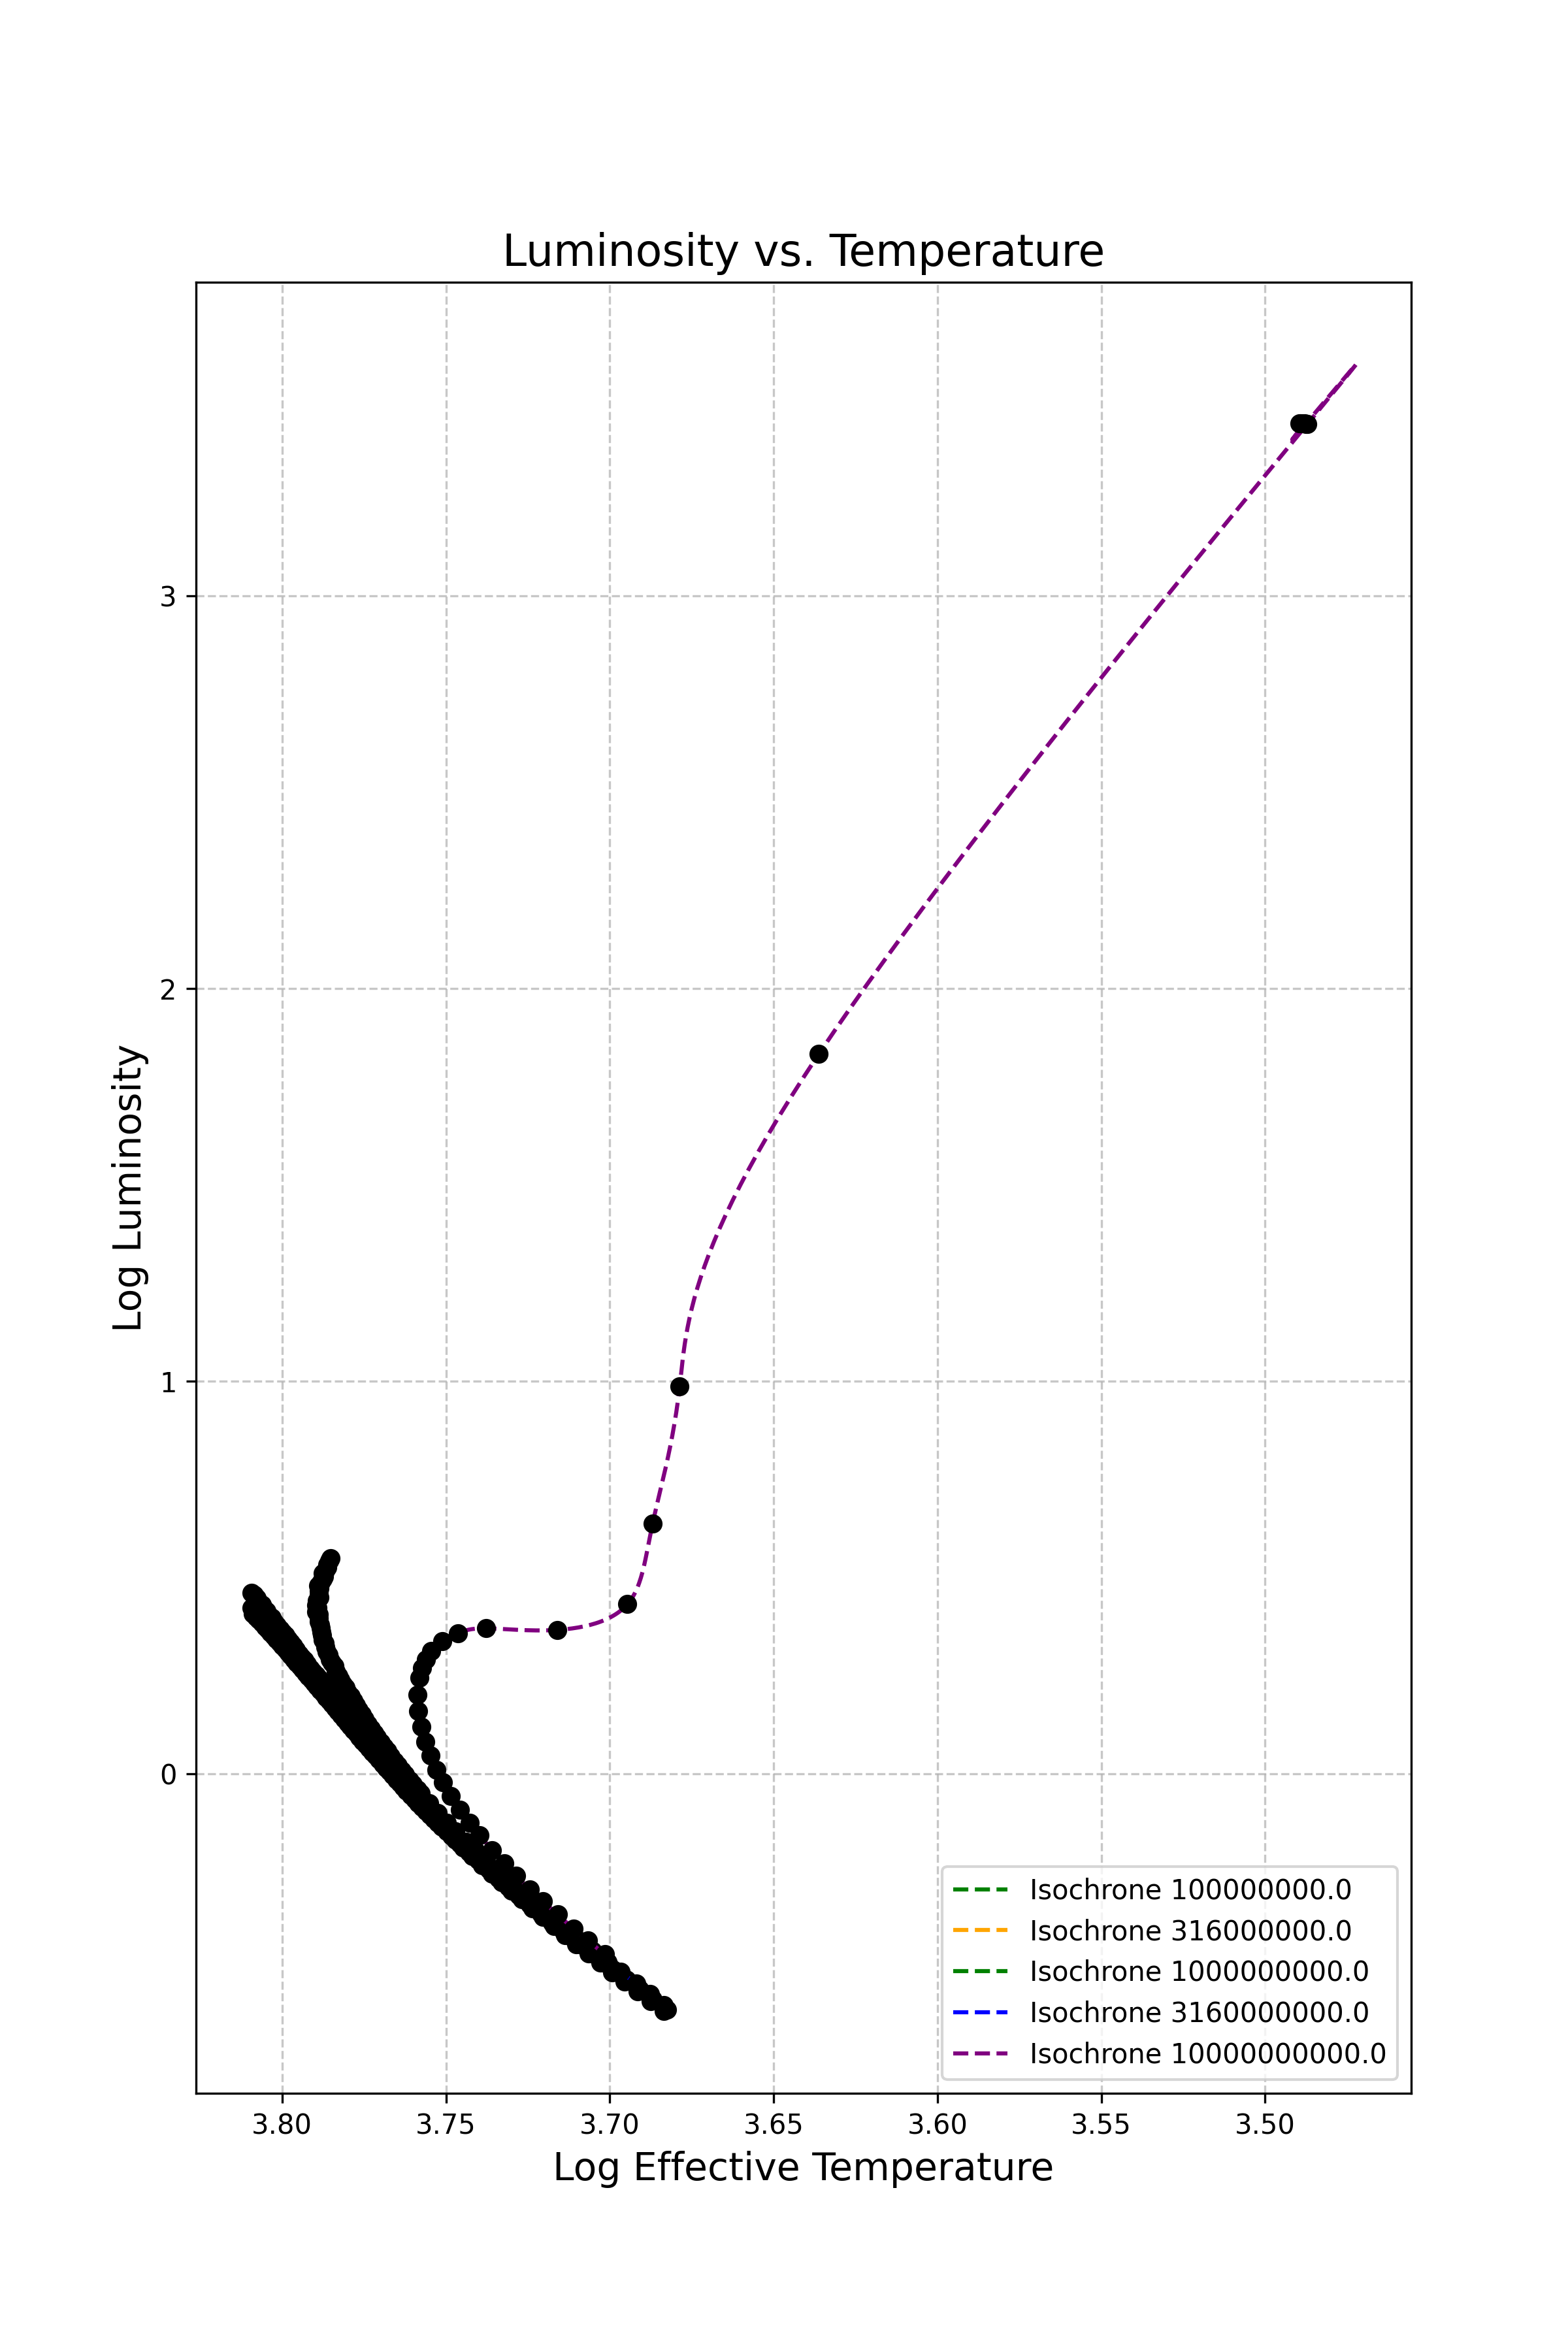 Luminosity vs. Temperature
Log Luminosity
3
2
1
0
3.80 3.75 3.70 3.65 3.60 3.55 3.50
Log Effective Temperature
Isochrone 100000000.0
Isochrone 316000000.0
Isochrone 1000000000.0
Isochrone 3160000000.0
Isochrone 10000000000.0